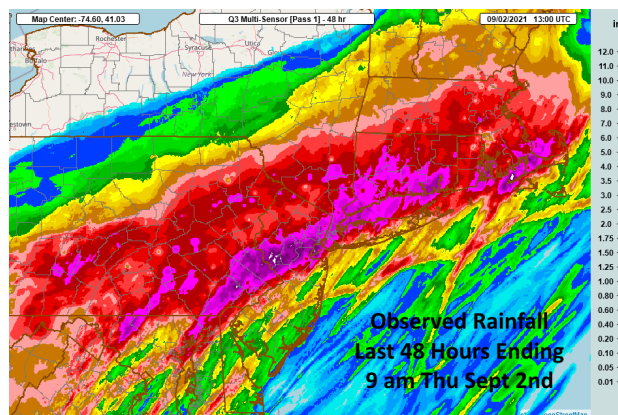 Map Center: -74.60, 41.03
Q3 Multi-Sensor [Pass 1] - 48 hr
09/02/2021 13:00 UTC
in
Rochester
Syracuse
Utica
Buffalo
New York
12.0
11.0
10.0
9.0
8.0
7.0
6.0
5.0
4.0
3.5
3.0
2.5
2.0
1.75
1.50
1.25
1.00
0.80
0.60
0.40
0.20
0.10
0.05
0.01
Observed Rainfall
Last 48 Hours Ending
9 am Thu Sept 2nd